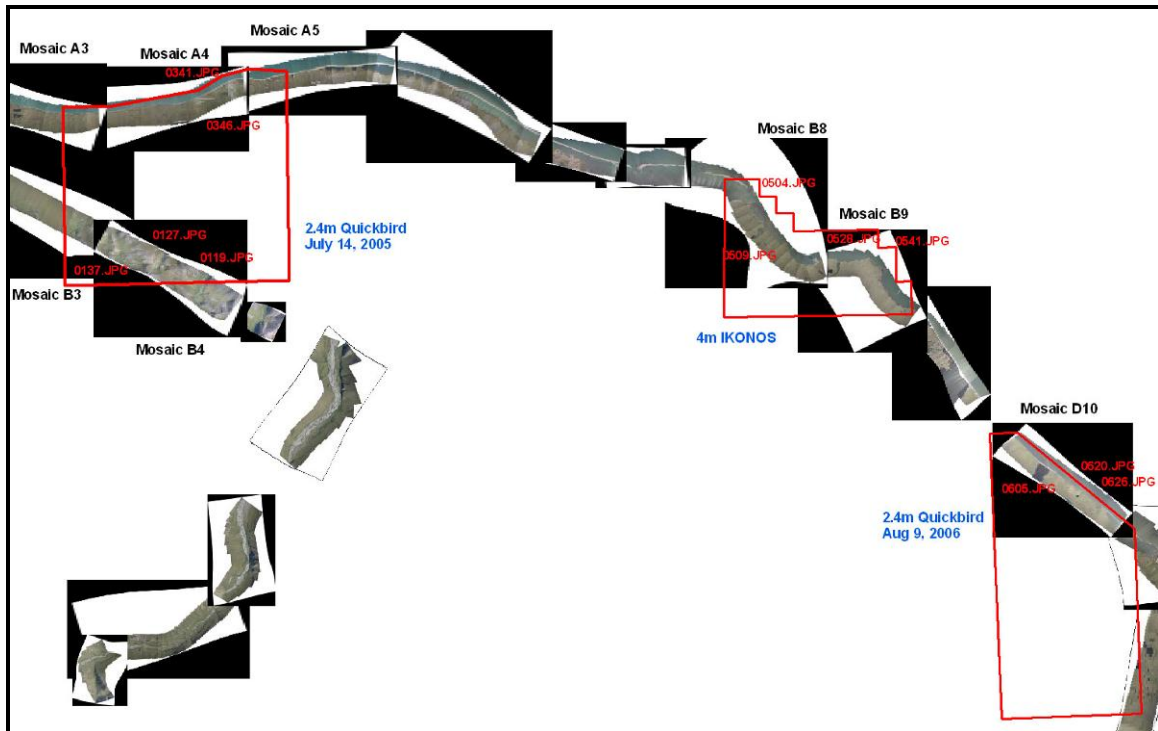 Mosaic A5
Mosaic A3
Mosaic A4
0341.JPG
0346.JPG
Mosaic B8
0504.JPG
Mosaic B9
0528.JPG
0541.JPG
0509.JPG
4m IKONOS
2.4m Quickbird
July 14, 2005
0127.JPG
0119.JPG
0137.JPG
Mosaic B3
Mosaic B4
Mosaic D10
0620.JPG
0626.JPG
0605.JPG
2.4m Quickbird
Aug 9, 2006